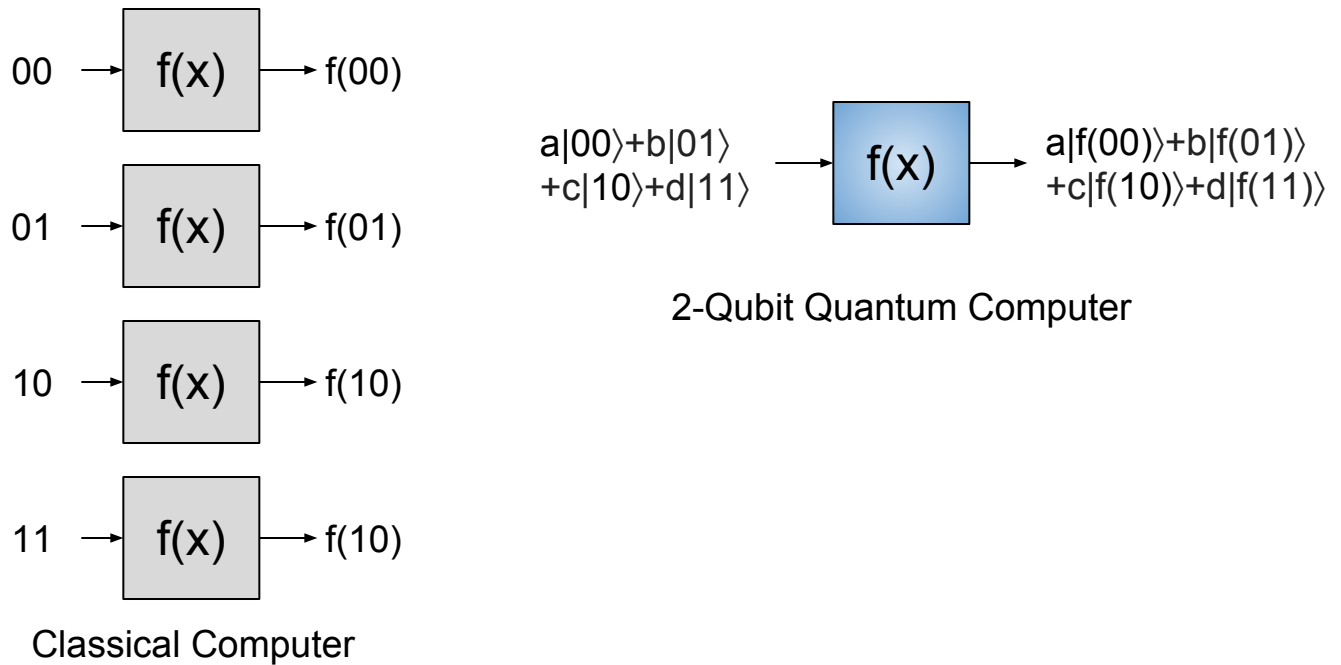 00 f(x) f(00)
01 f(x) f(01)
10 f(x) f(10)
11 f(x) f(10)
Classical Computer
a|00⟩+b|01⟩
+c|10⟩+d|11⟩
f(x)
a|f(00)⟩+b|f(01)⟩
+c|f(10)⟩+d|f(11)⟩
2-Qubit Quantum Computer